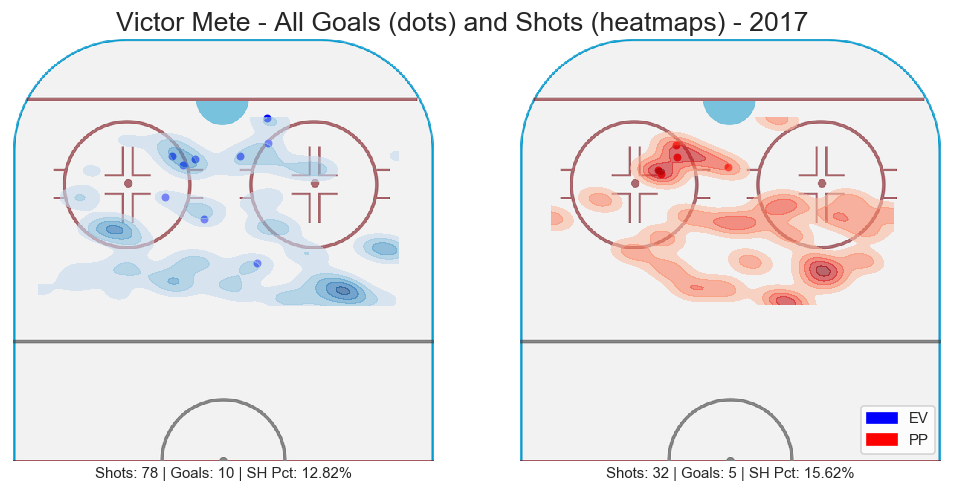 Victor Mete - All Goals (dots) and Shots (heatmaps) - 2017
EV
PP
Shots: 78 | Goals: 10 | SH Pct: 12.82%
Shots: 32 | Goals: 5 | SH Pct: 15.62%